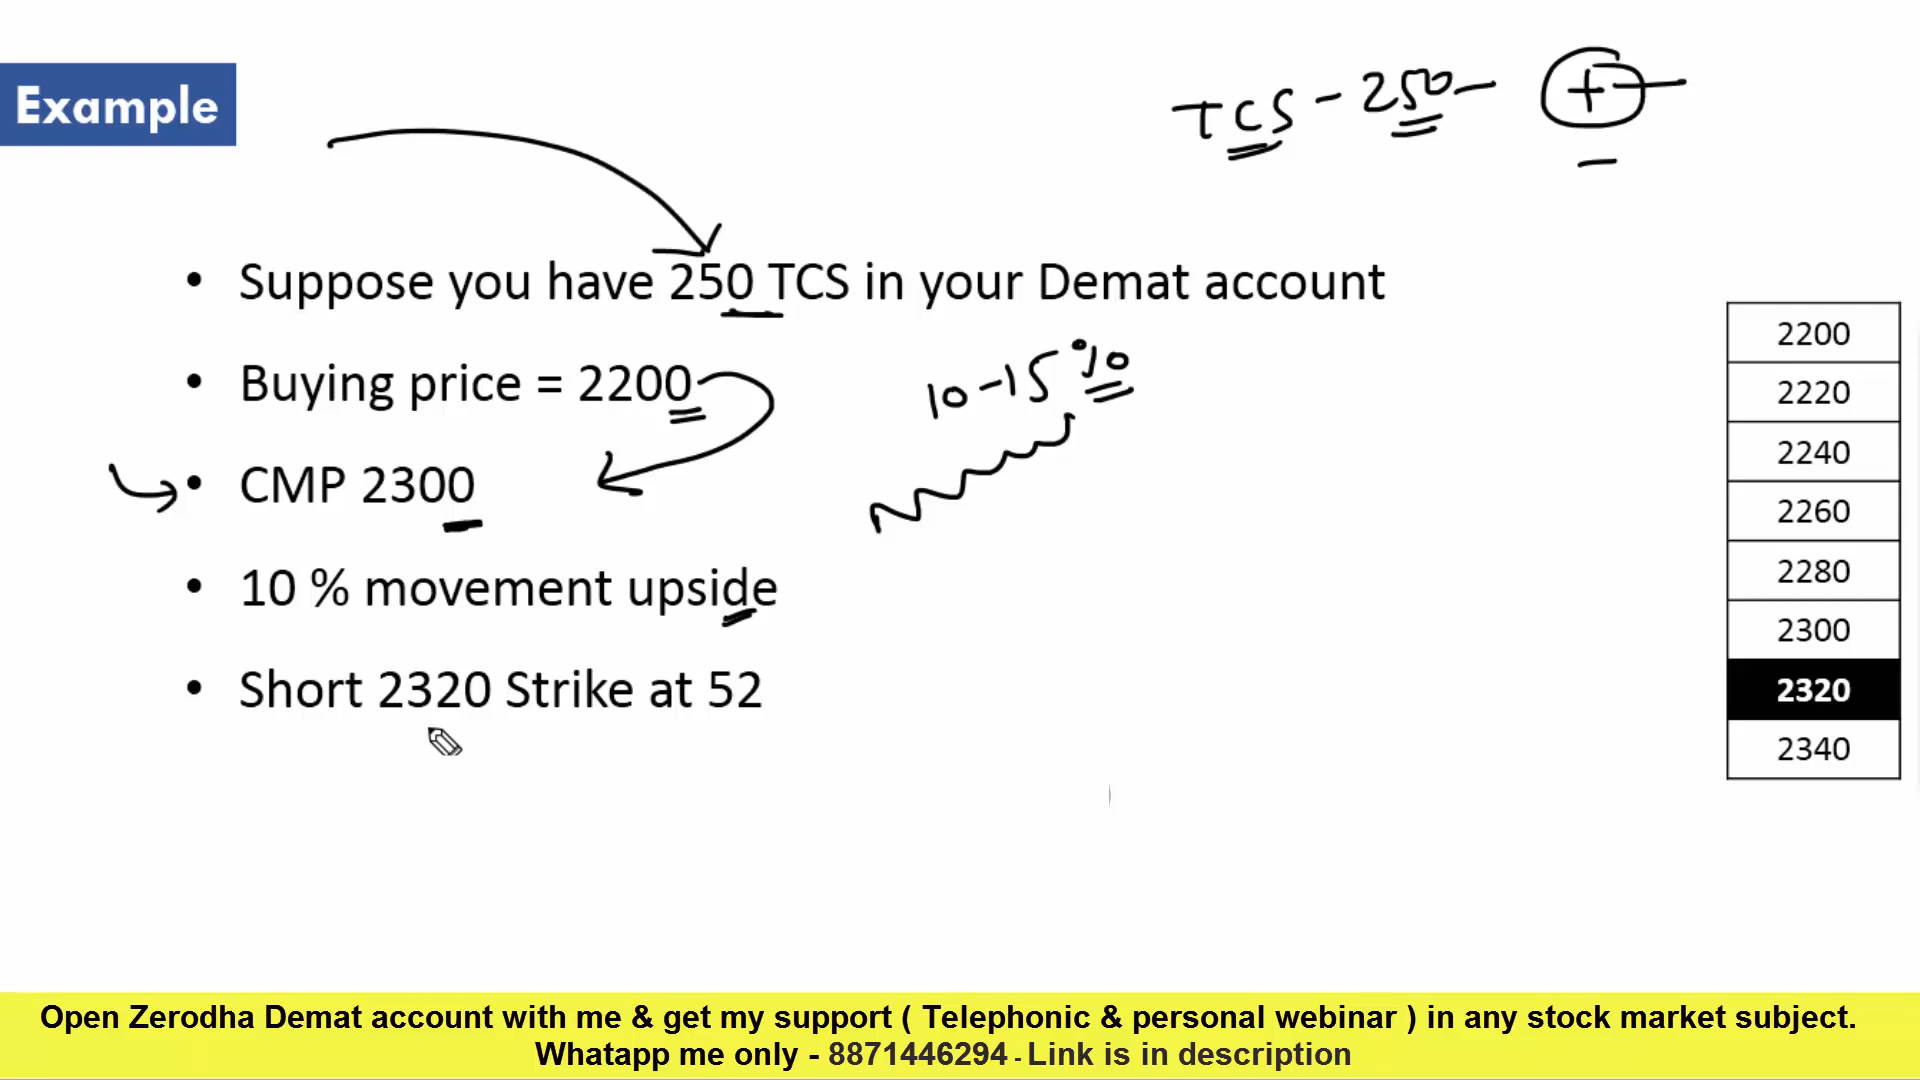 Example
TCS - 250 - +
• Suppose you have 250 TCS in your Demat account
• Buying price = 2200
10-15%
• CMP 2300
• 10 % movement upside
• Short 2320 Strike at 52
2200
2220
2240
2260
2280
2300
2320
2340
Open Zerodha Demat account with me & get my support ( Telephonic & personal webinar ) in any stock market subject.
Whatapp me only - 8871446294 - Link is in description